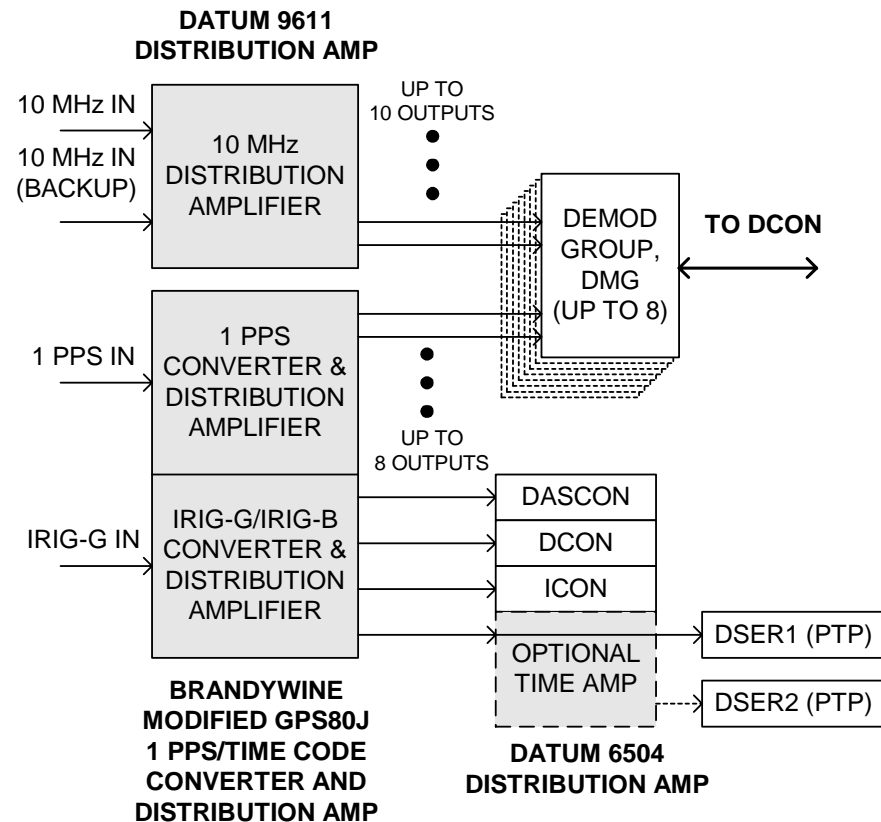 DATUM 9611
DISTRIBUTION AMP
10 MHz IN
10 MHz IN
(BACKUP)
10 MHz
DISTRIBUTION
AMPLIFIER
UP TO
10 OUTPUTS
DEMOD
GROUP,
DMG
(UP TO 8)
TO DCON
1 PPS IN
1 PPS
CONVERTER &
DISTRIBUTION
AMPLIFIER
UP TO
8 OUTPUTS
IRIG-G IN
IRIG-G/IRIG-B
CONVERTER &
DISTRIBUTION
AMPLIFIER
DASCON
DCON
ICON
OPTIONAL
TIME AMP
DSER1 (PTP)
DSER2 (PTP)
BRANDYWINE
MODIFIED GPS80J
1 PPS/TIME CODE
CONVERTER AND
DISTRIBUTION AMP
DATUM 6504
DISTRIBUTION AMP